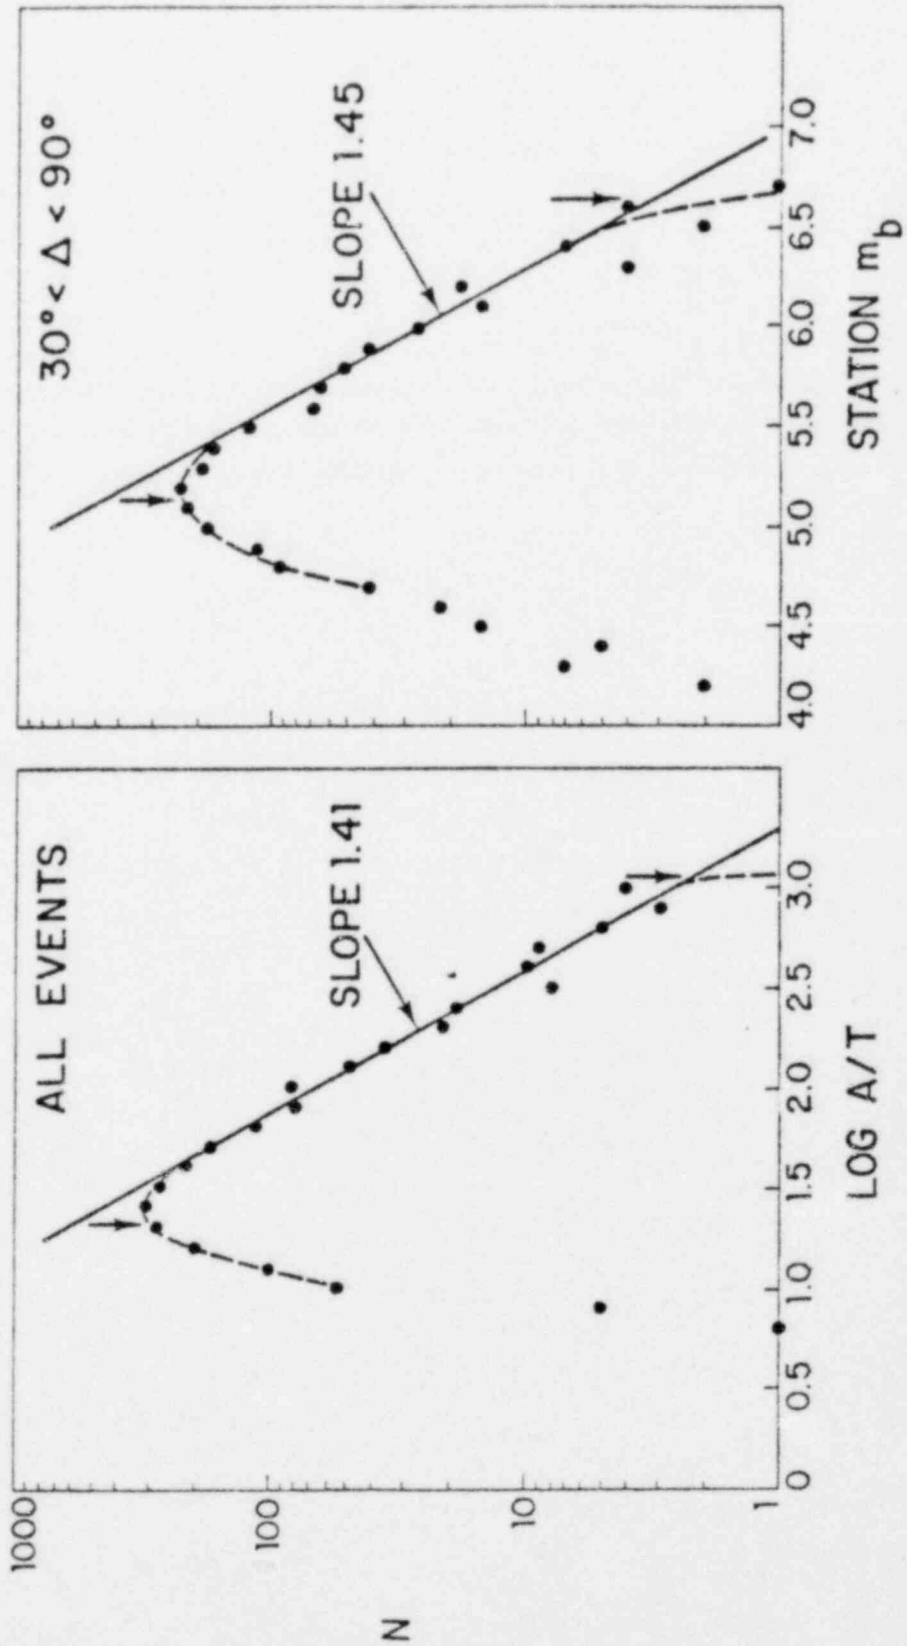 ALL EVENTS
SLOPE 1.41
1000
100
10
1
N
0 0.5 1.0 1.5 2.0 2.5 3.0
LOG A/T
30° < Δ < 90°
SLOPE 1.45
4.0 4.5 5.0 5.5 6.0 6.5 7.0
STATION mb